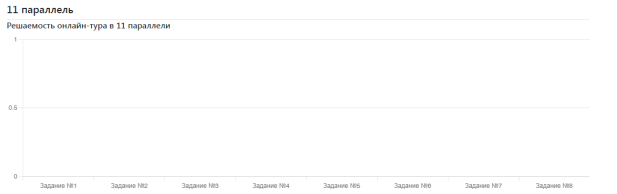 11 параллель
Решаемость онлайн-тура в 11 параллели
1
0.5
0
Задание №1 Задание №2 Задание №3 Задание №4 Задание №5 Задание №6 Задание №7 Задание №8